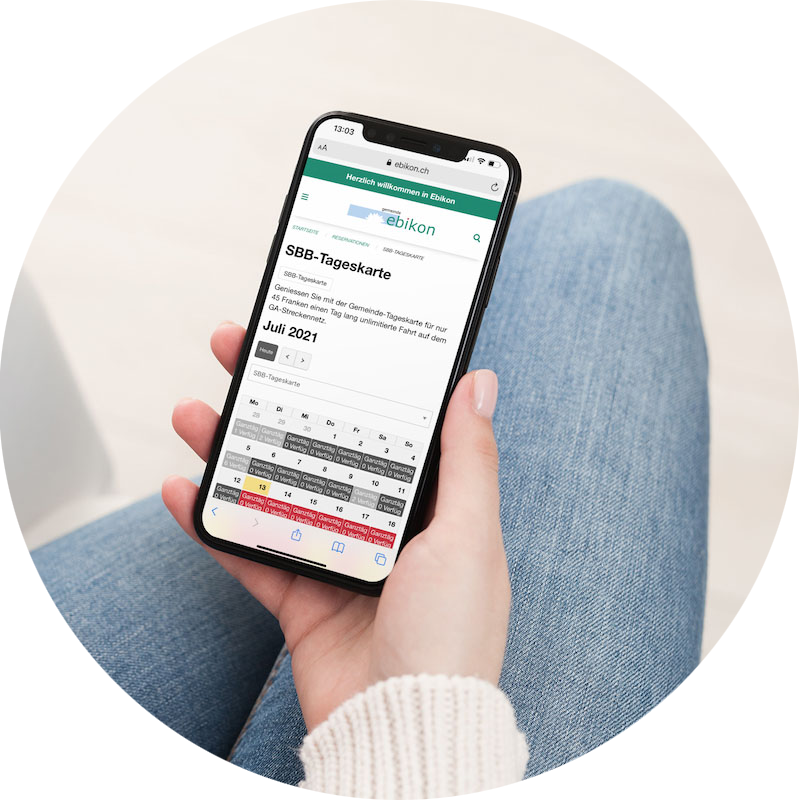 13:03
AA ebikon.ch
Herzlich willkommen in Ebikon
gemeinde
ebikon
STARTSEITE / RESERVATIONEN / SBB-TAGESKARTE
SBB-Tageskarte
SBB-Tageskarte
Geniessen Sie mit der Gemeinde-Tageskarte für nur
45 Franken einen Tag lang unlimitierte Fahrt auf dem
GA-Streckennetz.
Juli 2021
Heute < >
SBB-Tageskarte
Mo Di Mi Do Fr Sa So
28 29 30 1 2 3 4
Ganztäg Ganztäg Ganztäg Ganztäg Ganztäg Ganztäg Ganztäg
2 Verfüg 0 Verfüg 0 Verfüg 0 Verfüg 0 Verfüg 0 Verfüg
5 6 7 8 9 10 11
Ganztäg Ganztäg Ganztäg Ganztäg Ganztäg Ganztäg Ganztäg
0 Verfüg 0 Verfüg 0 Verfüg 0 Verfüg 2 Verfüg 0 Verfüg
12 13 14 15 16 17 18
Ganztäg Ganztäg Ganztäg Ganztäg Ganztäg Ganztäg Ganztäg
0 Verfüg 0 Verfüg 0 Verfüg 0 Verfüg 0 Verfüg 0 Verfüg 0 Verfüg